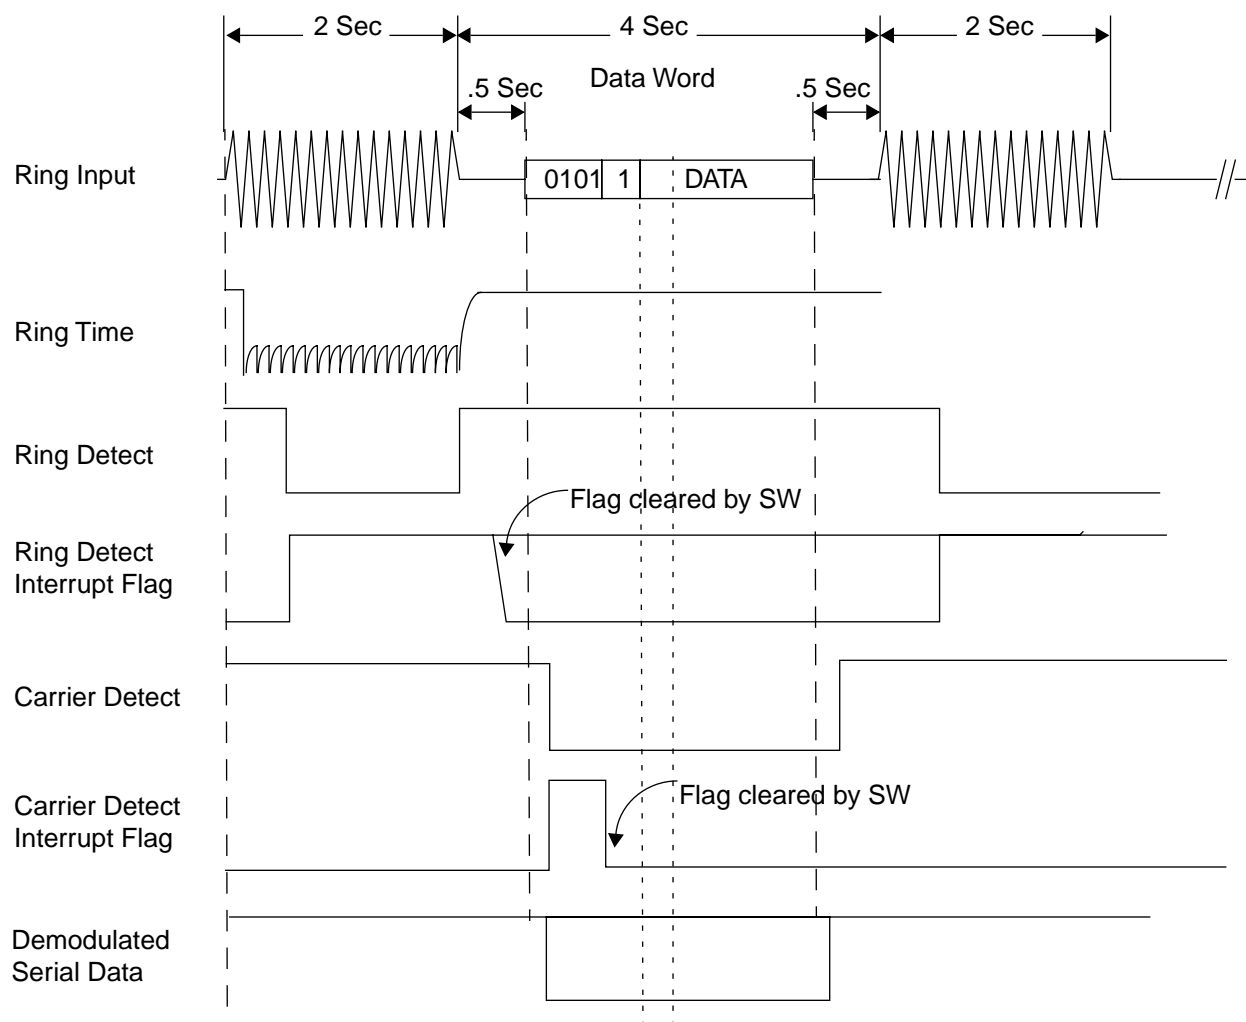 2 Sec
4 Sec
2 Sec
.5 Sec
Data Word
.5 Sec
Ring Input
0101
1
DATA
Ring Time
Ring Detect
Flag cleared by SW
Ring Detect
Interrupt Flag
Carrier Detect
Flag cleared by SW
Carrier Detect
Interrupt Flag
Demodulated
Serial Data